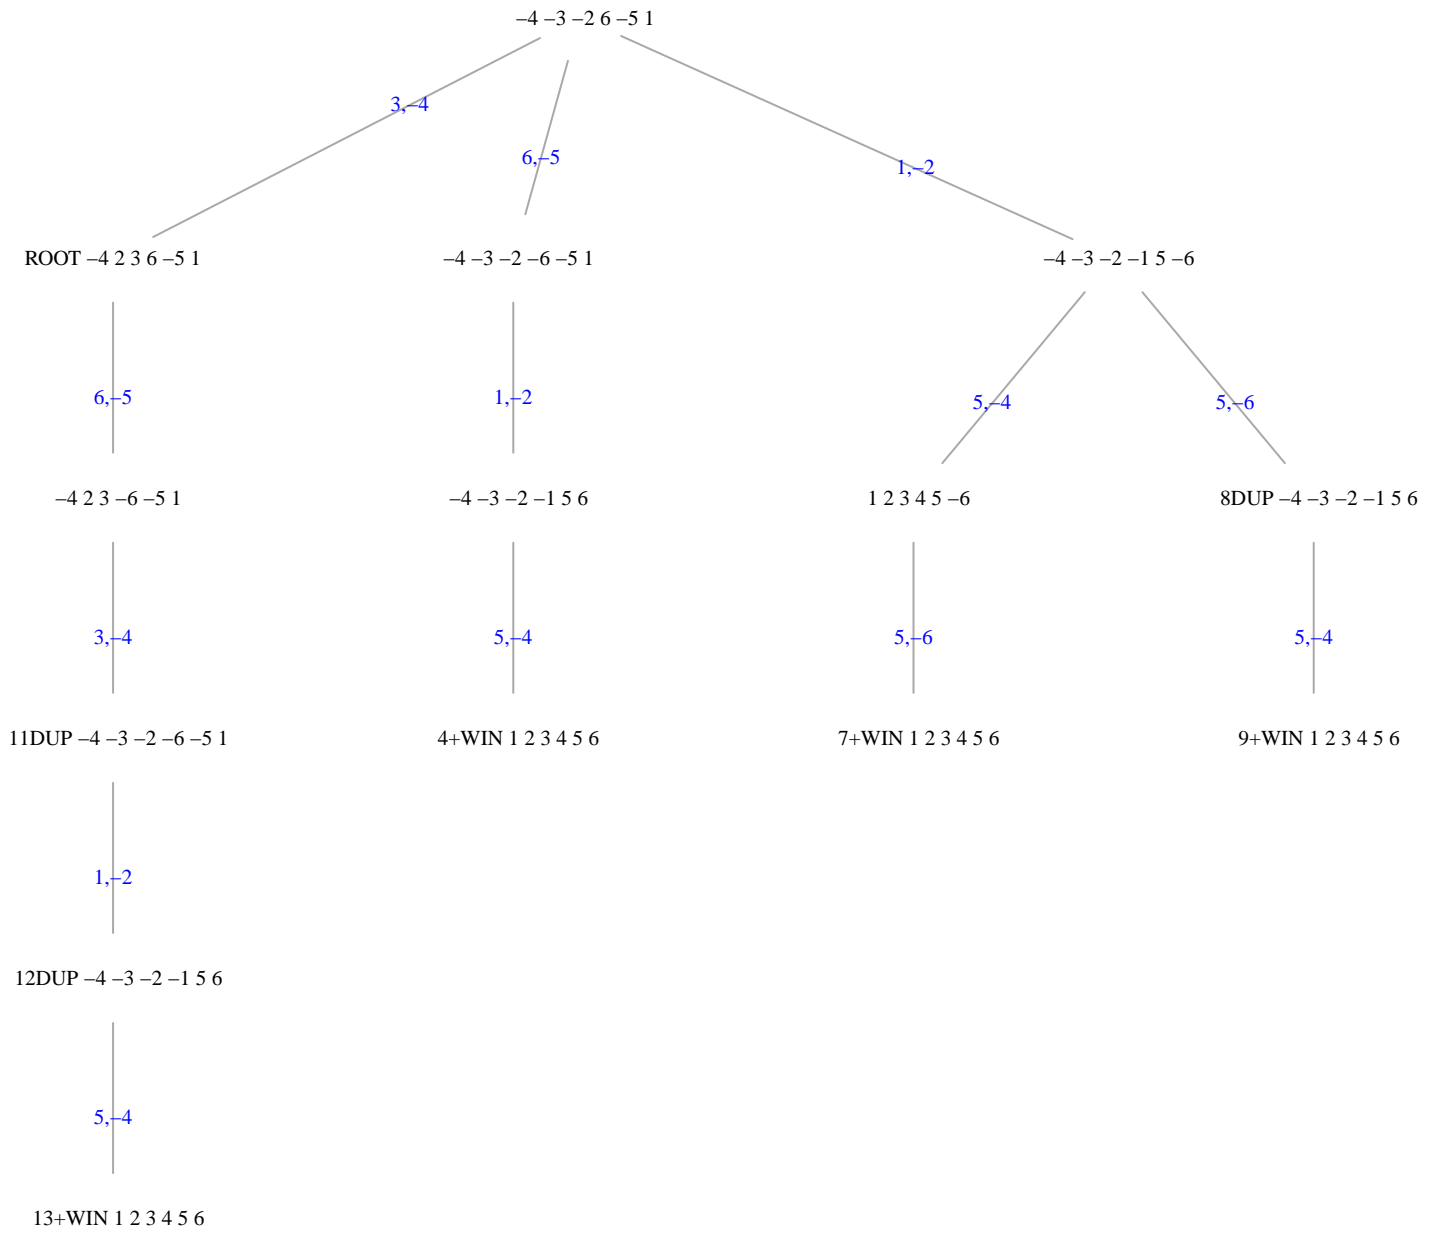 –4 –3 –2 6 –5 1
3,–4
6,–5
1,–2
ROOT –4 2 3 6 –5 1
–4 –3 –2 –6 –5 1
–4 –3 –2 –1 5 –6
6,–5
1,–2
5,–4
5,–6
–4 2 3 –6 –5 1
–4 –3 –2 –1 5 6
1 2 3 4 5 –6
8DUP –4 –3 –2 –1 5 6
3,–4
5,–4
5,–6
5,–4
11DUP –4 –3 –2 –6 –5 1
4+WIN 1 2 3 4 5 6
7+WIN 1 2 3 4 5 6
9+WIN 1 2 3 4 5 6
1,–2
12DUP –4 –3 –2 –1 5 6
5,–4
13+WIN 1 2 3 4 5 6